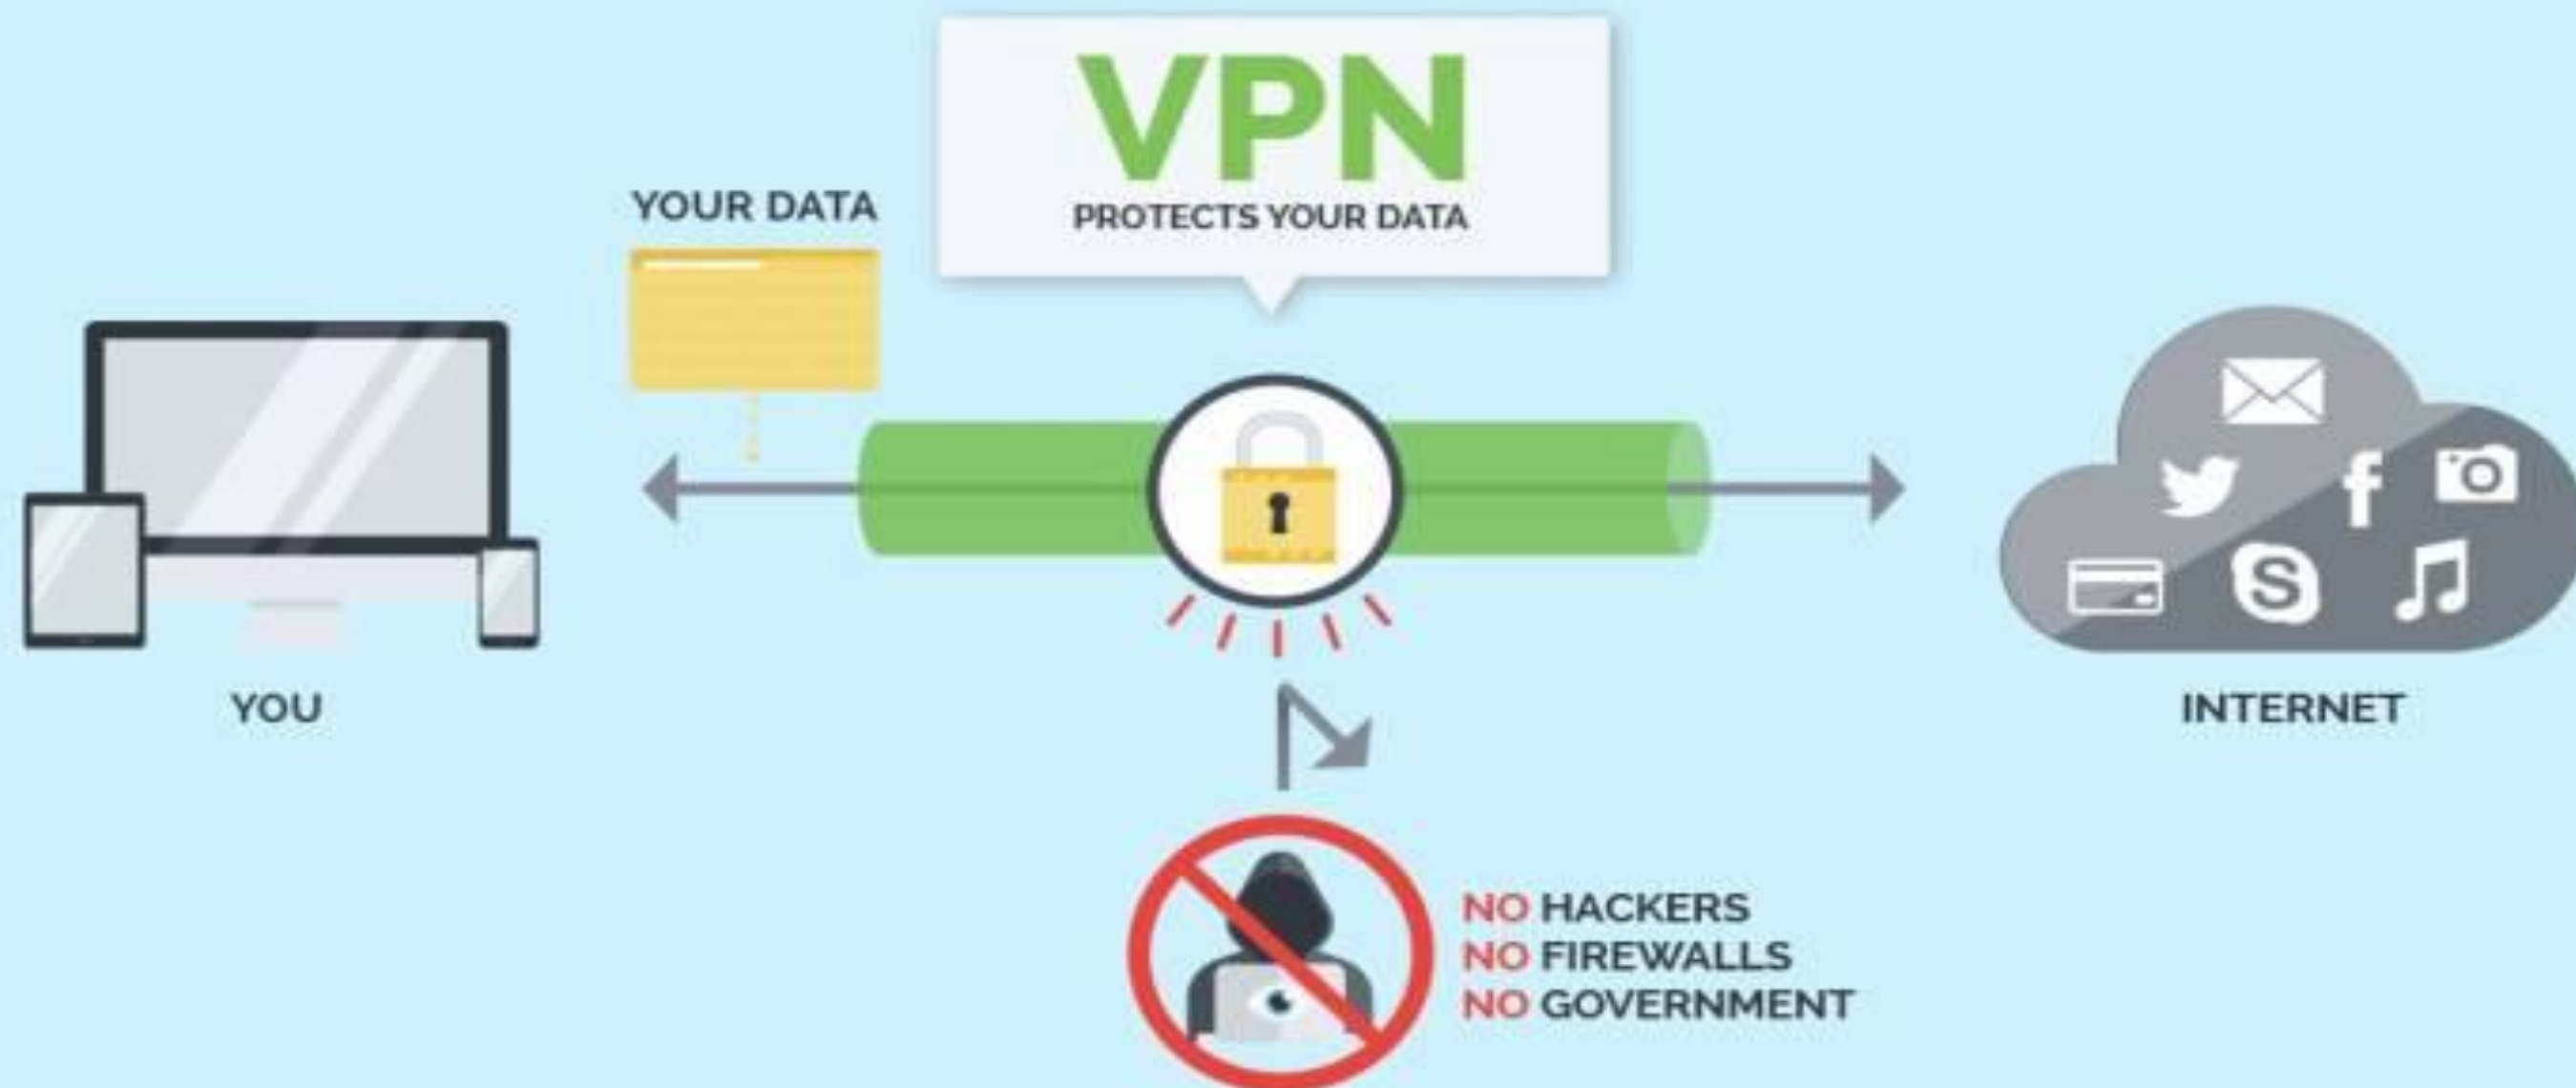 VPN
PROTECTS YOUR DATA
YOUR DATA
YOU
INTERNET
NO HACKERS
NO FIREWALLS
NO GOVERNMENT